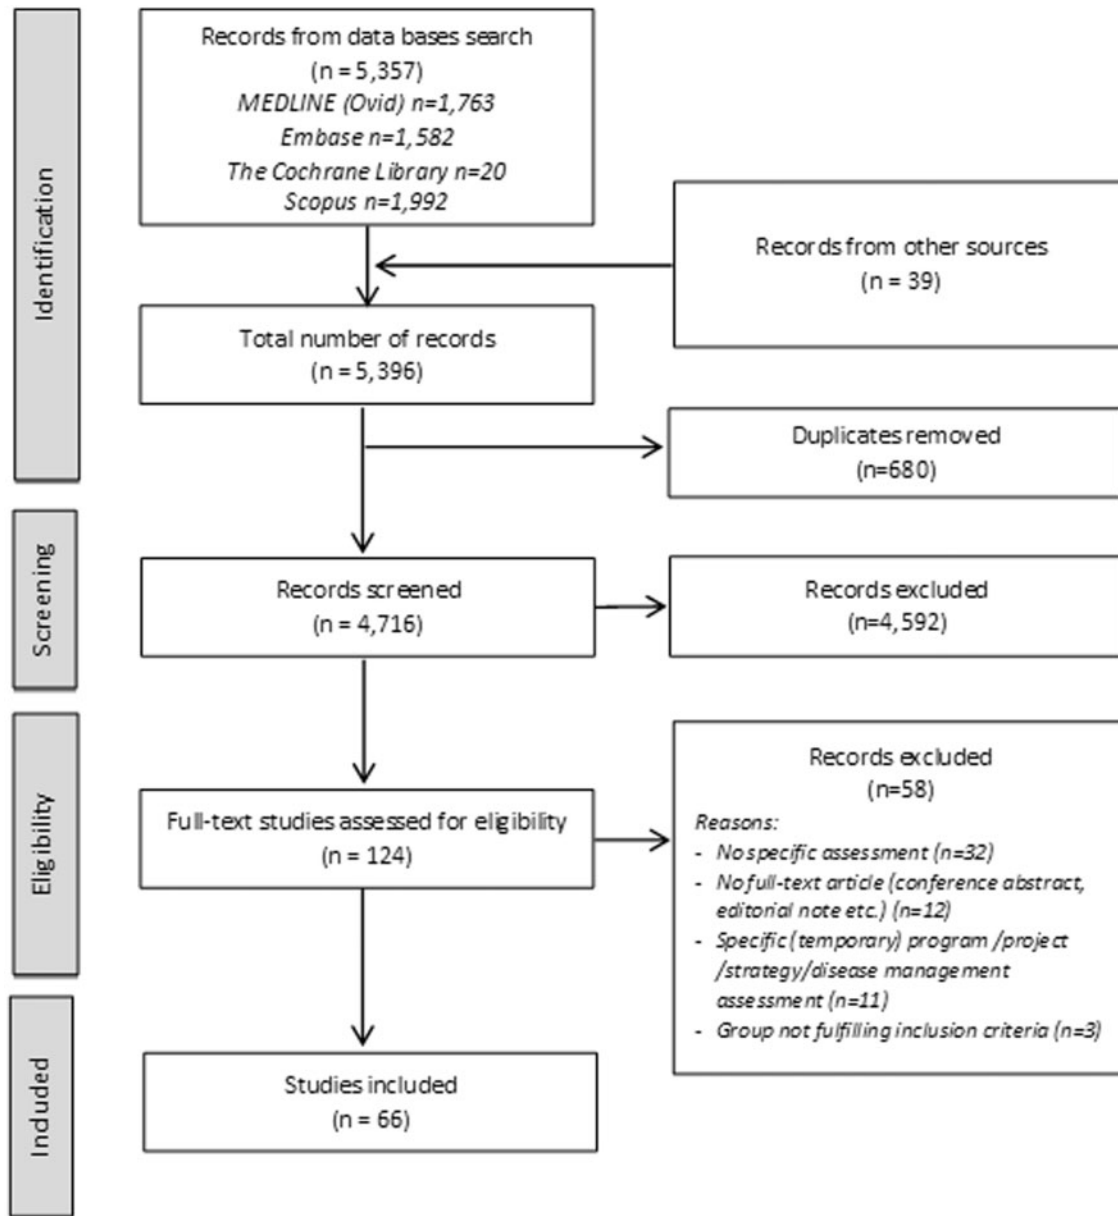 Identification
Records from data bases search
(n = 5,357)
MEDLINE (Ovid) n=1,763
Embase n=1,582
The Cochrane Library n=20
Scopus n=1,992
Records from other sources
(n = 39)
Total number of records
(n = 5,396)
Duplicates removed
(n=680)
Screening
Records screened
(n = 4,716)
Records excluded
(n=4,592)
Eligibility
Full-text studies assessed for eligibility
(n = 124)
Records excluded
(n=58)
Reasons:
- No specific assessment (n=32)
- No full-text article (conference abstract,
editorial note etc.) (n=12)
- Specific (temporary) program /project
/strategy/disease management
assessment (n=11)
- Group not fulfilling inclusion criteria (n=3)
Included
Studies included
(n = 66)